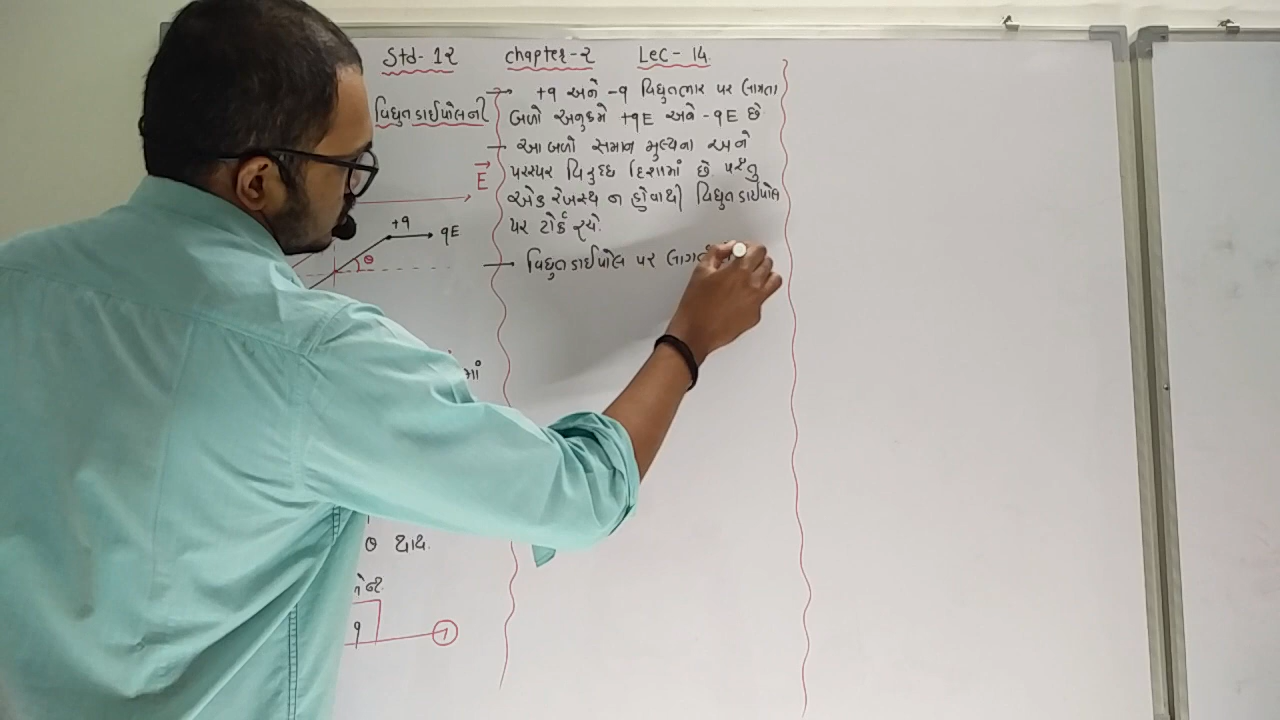 Std- 12 chapter-2 Lec- 14
વિદ્યુત ડાઈપોલની
E
+q
qE
θ
માં
θ થાય.
q
1
→ +q અને -q વિદ્યુતભાર પર લાગતા
બળો અનુક્રમે +qE અને -qE છે
→ આ બળો સમાન મુલ્યના અને
પરસ્પર વિરુદ્ધ દિશામાં છે. પરંતુ
એક રેખસ્થ ન હોવાથી વિદ્યુત ડાઈપોલ
પર ટોર્ક રચે.
→ વિદ્યુત ડાઈપોલ પર